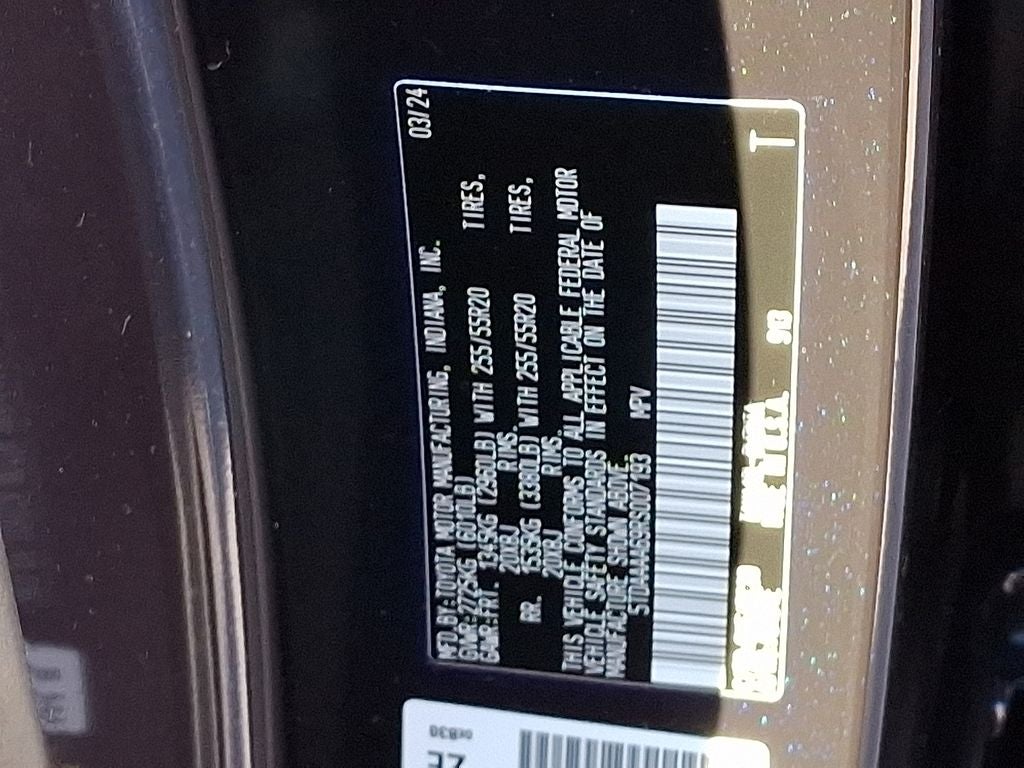 MFD.BY:TOYOTA MOTOR MANUFACTURING, INDIANA, INC. 03/24
GVWR:2725KG (6010LB)
GAWR:FRT. 1345KG (2960LB) WITH 255/55R20 TIRES,
20X8J RIMS.
RR. 1535KG (3380LB) WITH 255/55R20 TIRES,
20X8J RIMS.
THIS VEHICLE CONFORMS TO ALL APPLICABLE FEDERAL MOTOR
VEHICLE SAFETY STANDARDS IN EFFECT ON THE DATE OF
MANUFACTURE SHOWN ABOVE.
MPV
T